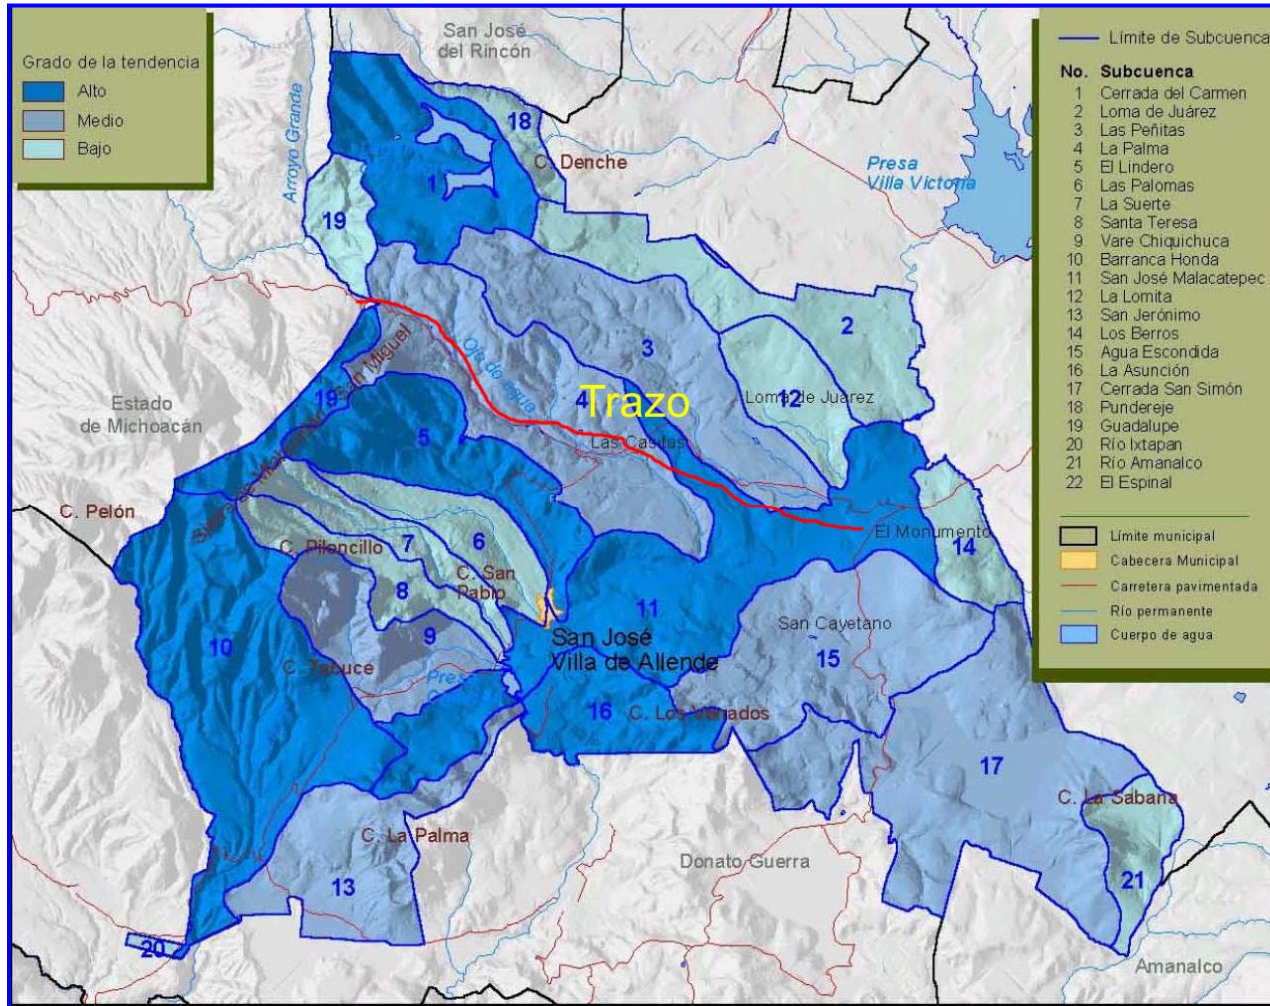 Grado de la tendencia
Alto
Medio
Bajo
San José
del Rincón
Arroyo Grande
18
C. Denche
Presa
Villa Victoria
1
19
2
3
Olla de agua
4
Trazo
12
Loma de Juárez
Las Casitas
San Miguel
19
5
Estado
de Michoacán
C. Pelón
El Monumento
14
C. Piloncillo
7
6
C. San
Pablo
8
9
10
11
San Cayetano
15
San José
Villa de Allende
C. Tacuce
Presa
16
C. Los Venados
17
C. La Sabana
C. La Palma
13
Donato Guerra
21
20
Amanalco
Límite de Subcuenca
No. Subcuenca
1 Cerrada del Carmen
2 Loma de Juárez
3 Las Peñitas
4 La Palma
5 El Lindero
6 Las Palomas
7 La Suerte
8 Santa Teresa
9 Vare Chiquichuca
10 Barranca Honda
11 San José Malacatepec
12 La Lomita
13 San Jerónimo
14 Los Berros
15 Agua Escondida
16 La Asunción
17 Cerrada San Simón
18 Pundereje
19 Guadalupe
20 Río Ixtapan
21 Río Amanalco
22 El Espinal
Límite municipal
Cabecera Municipal
Carretera pavimentada
Río permanente
Cuerpo de agua